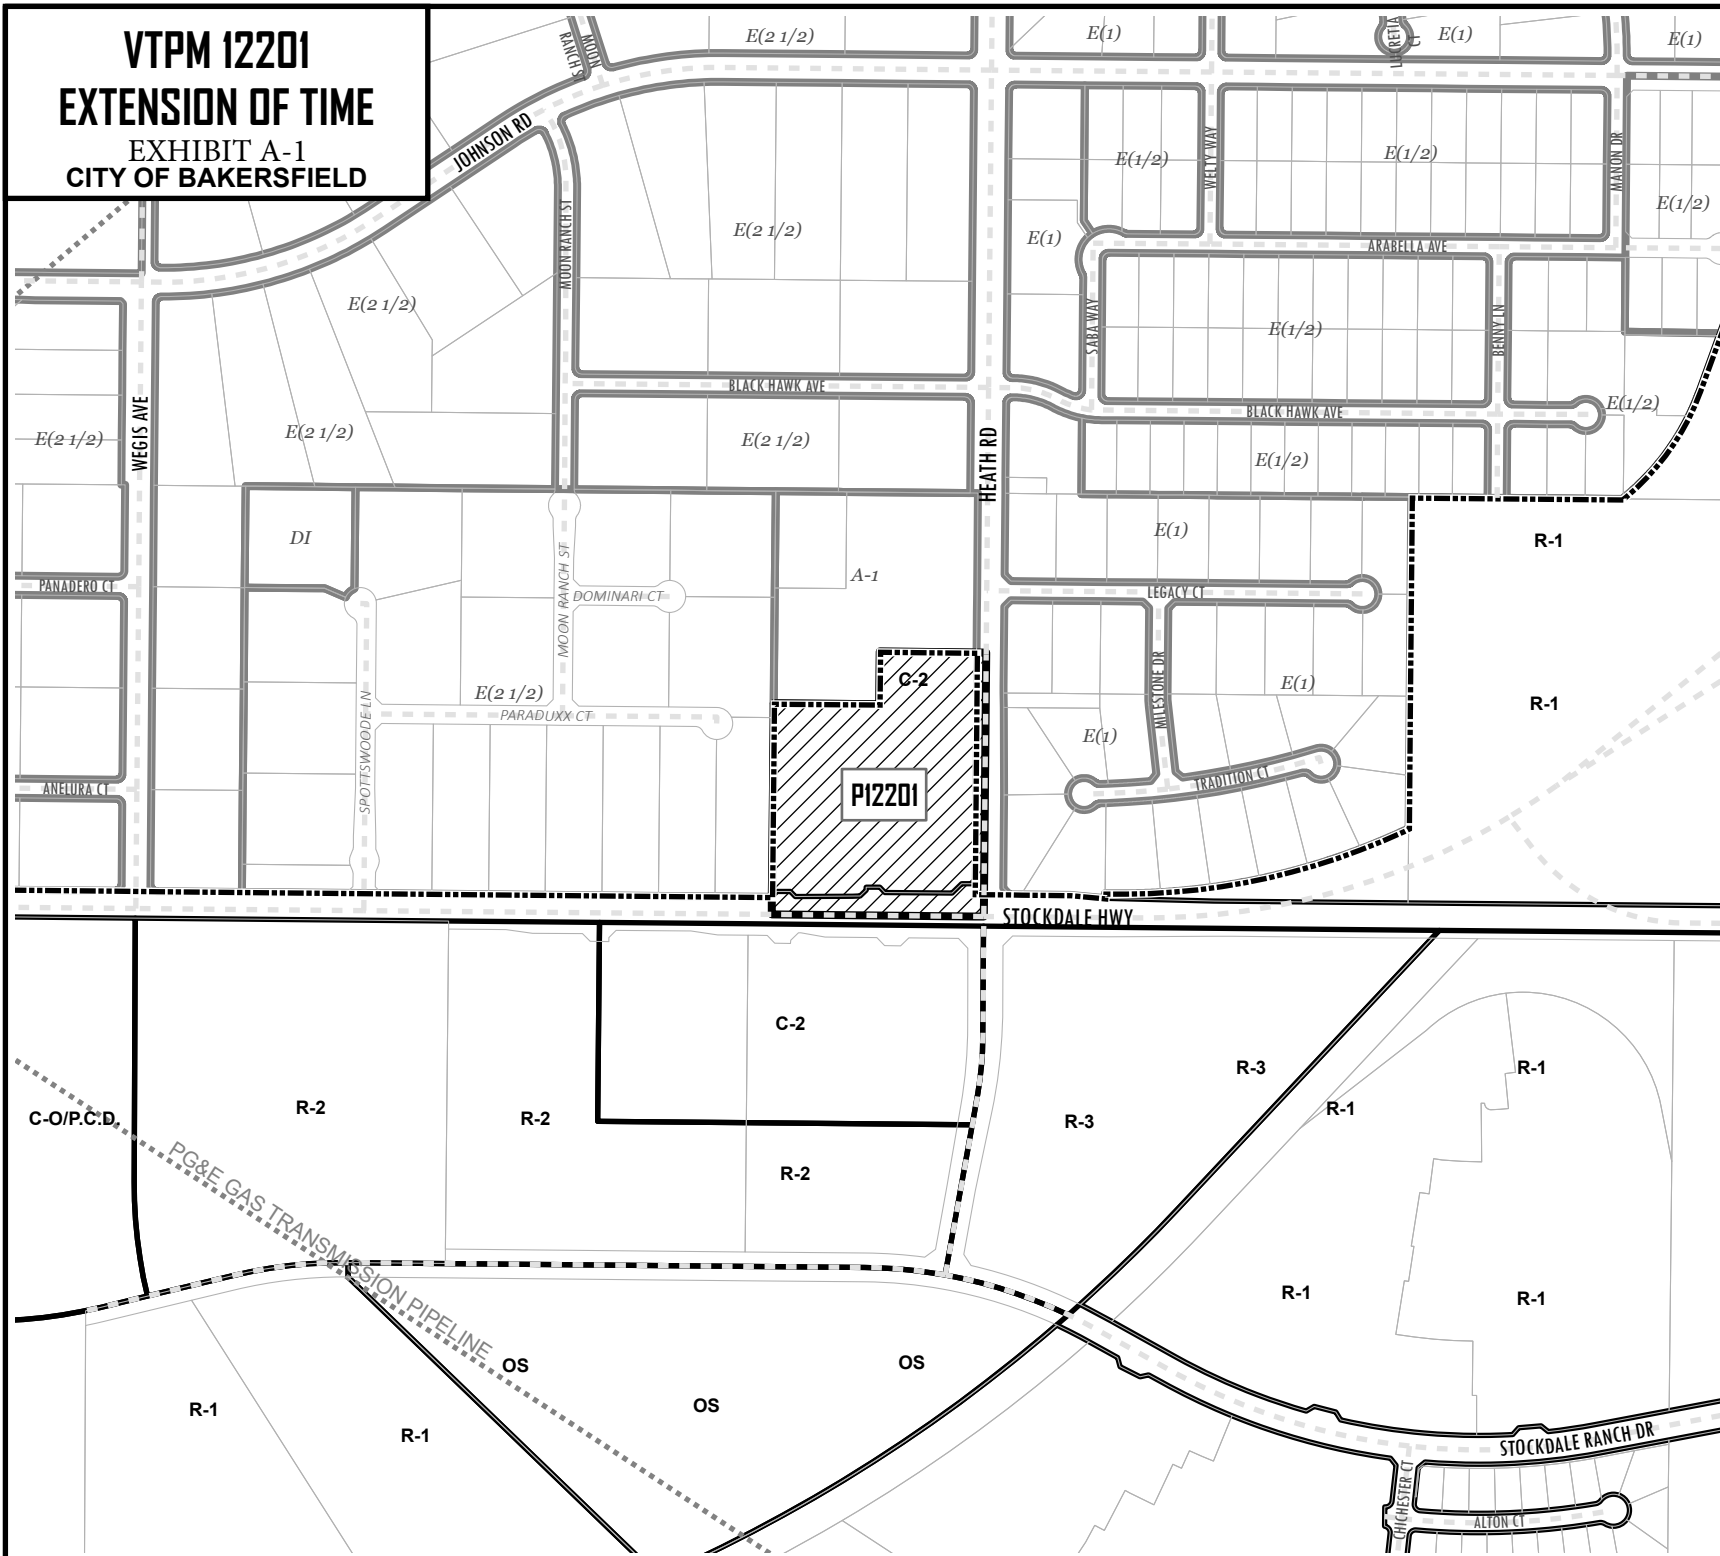 VTPM 12201
EXTENSION OF TIME
EXHIBIT A-1
CITY OF BAKERSFIELD
MOON
RANCH S
E(2 1/2)
E(1)
LUCRETIA
CT
E(1)
E(1)
JOHNSON RD
MOON RANCH ST
E(2 1/2)
E(1/2)
WELTY WAY
E(1/2)
MANON DR
E(1/2)
E(1)
ARABELLA AVE
E(2 1/2)
SABA WAY
E(1/2)
BENNY LN
BLACK HAWK AVE
BLACK HAWK AVE
E(1/2)
E(2 1/2)
WEGIS AVE
E(2 1/2)
E(2 1/2)
HEATH RD
E(1/2)
DI
E(1)
R-1
PANADERO CT
MOON RANCH ST
DOMINARI CT
A-1
LEGACY CT
SPOTTSWOODE LN
E(2 1/2)
PARADUXX CT
C-2
MILESTONE DR
E(1)
E(1)
R-1
ANELURA CT
P12201
TRADITION CT
STOCKDALE HWY
C-2
R-3
R-1
C-O/P.C.D.
R-2
R-2
R-3
R-1
PG&E GAS TRANSMISSION PIPELINE
R-2
R-1
R-1
OS
OS
OS
R-1
R-1
STOCKDALE RANCH DR
CHICHESTER CT
ALTON CT